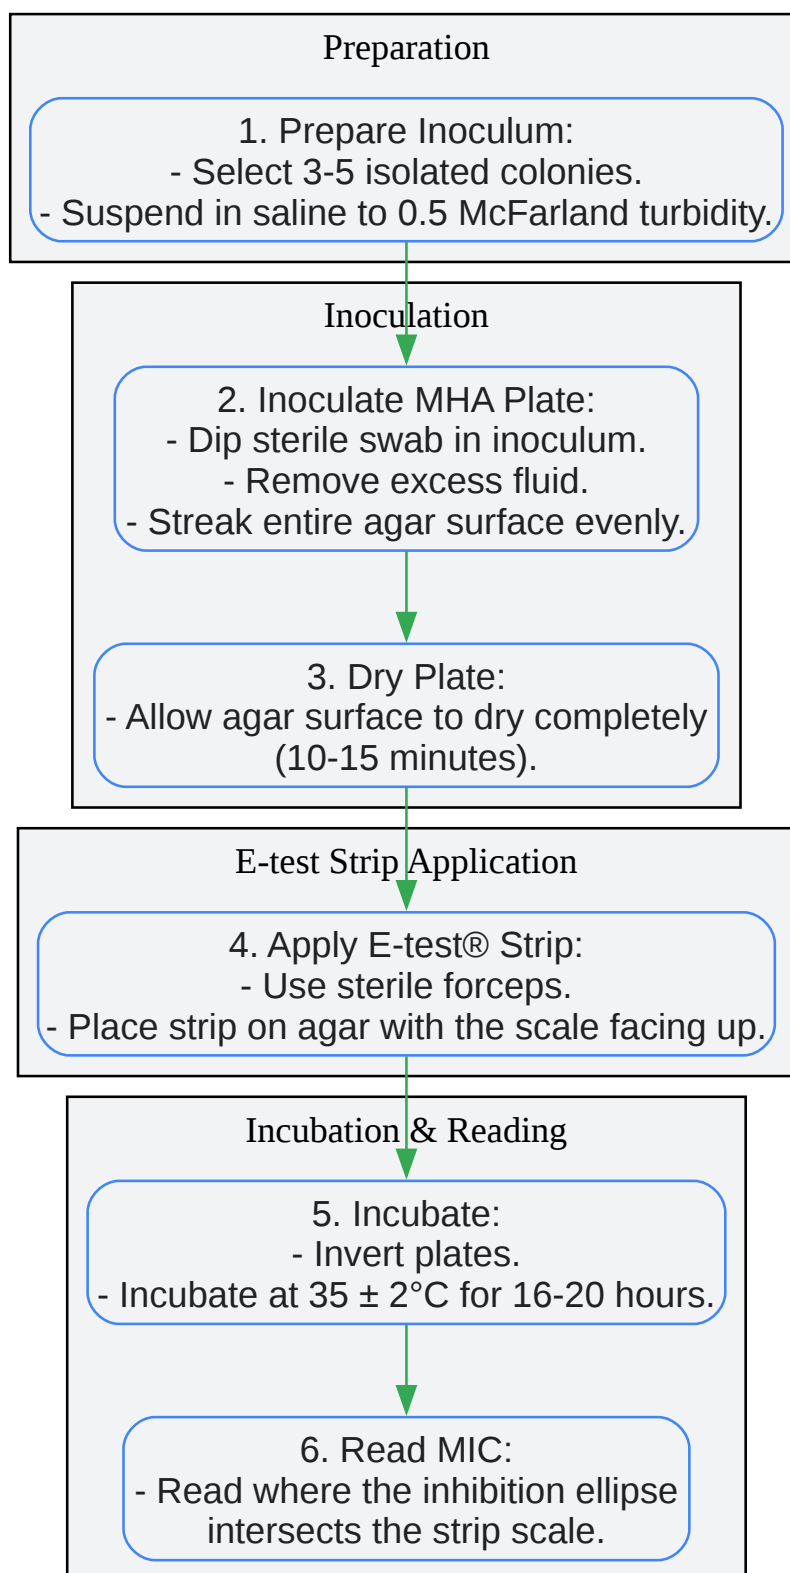 Preparation
1. Prepare Inoculum:
- Select 3-5 isolated colonies.
- Suspend in saline to 0.5 McFarland turbidity.
Inoculation
2. Inoculate MHA Plate:
- Dip sterile swab in inoculum.
- Remove excess fluid.
- Streak entire agar surface evenly.
3. Dry Plate:
- Allow agar surface to dry completely
(10-15 minutes).
E-test Strip Application
4. Apply E-test® Strip:
- Use sterile forceps.
- Place strip on agar with the scale facing up.
Incubation & Reading
5. Incubate:
- Invert plates.
- Incubate at 35 ± 2°C for 16-20 hours.
6. Read MIC:
- Read where the inhibition ellipse
intersects the strip scale.